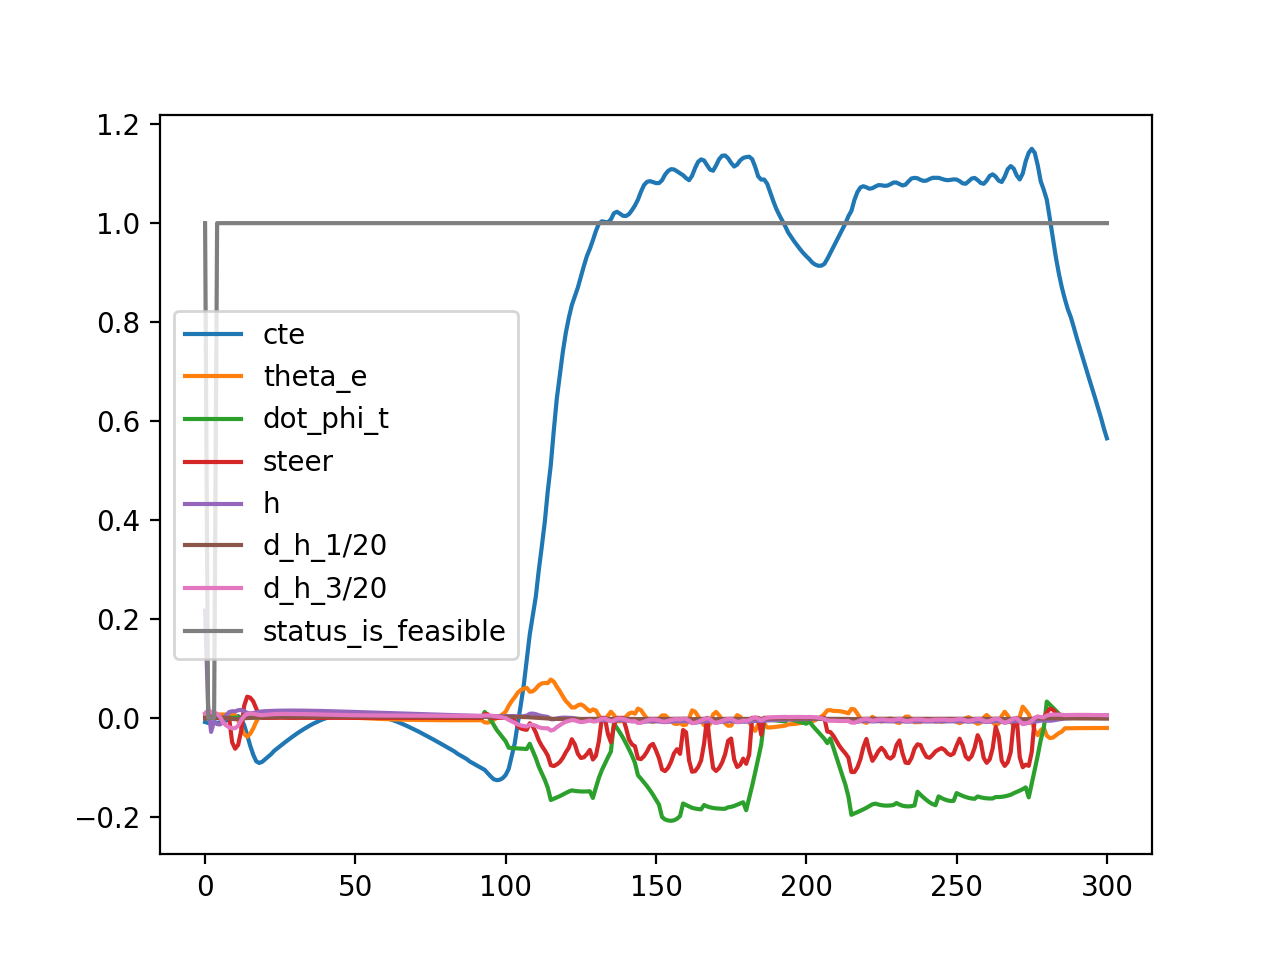 1.2
1.0
0.8
0.6
0.4
0.2
0.0
−0.2
cte
theta_e
dot_phi_t
steer
h
d_h_1/20
d_h_3/20
status_is_feasible
0 50 100 150 200 250 300